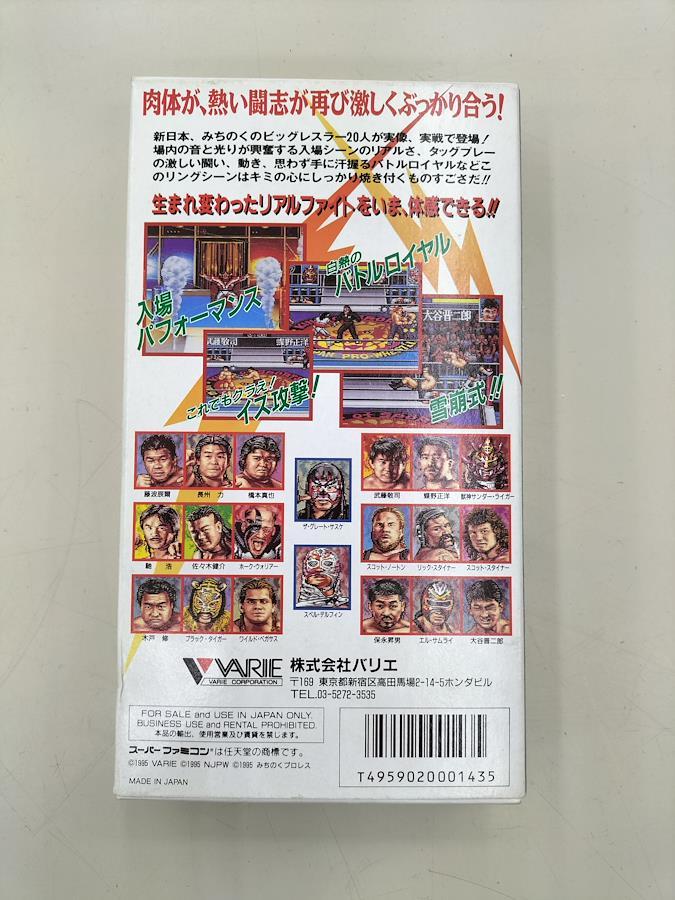 肉体が、熱い闘志が再び激しくぶっかり合う!
新日本、みちのくのビッグレスラー20人が実像、実戦で登場!
場内の音と光りが興奮する入場シーンのリアルさ、タッグプレー
の激しい闘い、動き、思わず手に汗握るバトルロイヤルなどこ
のリングシーンはキミの心にしっかり焼き付くものすごさだ!!
生まれ変わったリアルファイトをいま、体感できる!!
入場
パフォーマンス
白熱の
バトルロイヤル
武藤敬司
蝶野正洋
大谷晋二郎
これでもクラエ!
イス攻撃!
雪崩式!!
藤波辰爾
長州 力
橋本真也
ザ・グレート・サスケ
武藤敬司
蝶野正洋
獣神サンダー・ライガー
馳 浩
佐々木健介
ホーク・ウォリアー
スペル・デルフィン
スコット・ノートン
リック・スタイナー
スコット・スタイナー
木戸 修
ブラック・タイガー
ワイルド・ペガサス
保永昇男
エル・サムライ
大谷晋二郎
VARIE
VARIE CORPORATION
株式会社バリエ
〒169 東京都新宿区高田馬場2-14-5ホンダビル
TEL.03-5272-3535
FOR SALE and USE IN JAPAN ONLY.
BUSINESS USE and RENTAL PROHIBITED.
本品の輸出、使用営業及び賃貸を禁じます。
スーパーファミコンは任天堂の商標です。
©1995 VARIE ©1995 NJPW ©1995 みちのくプロレス
MADE IN JAPAN
T4959020001435